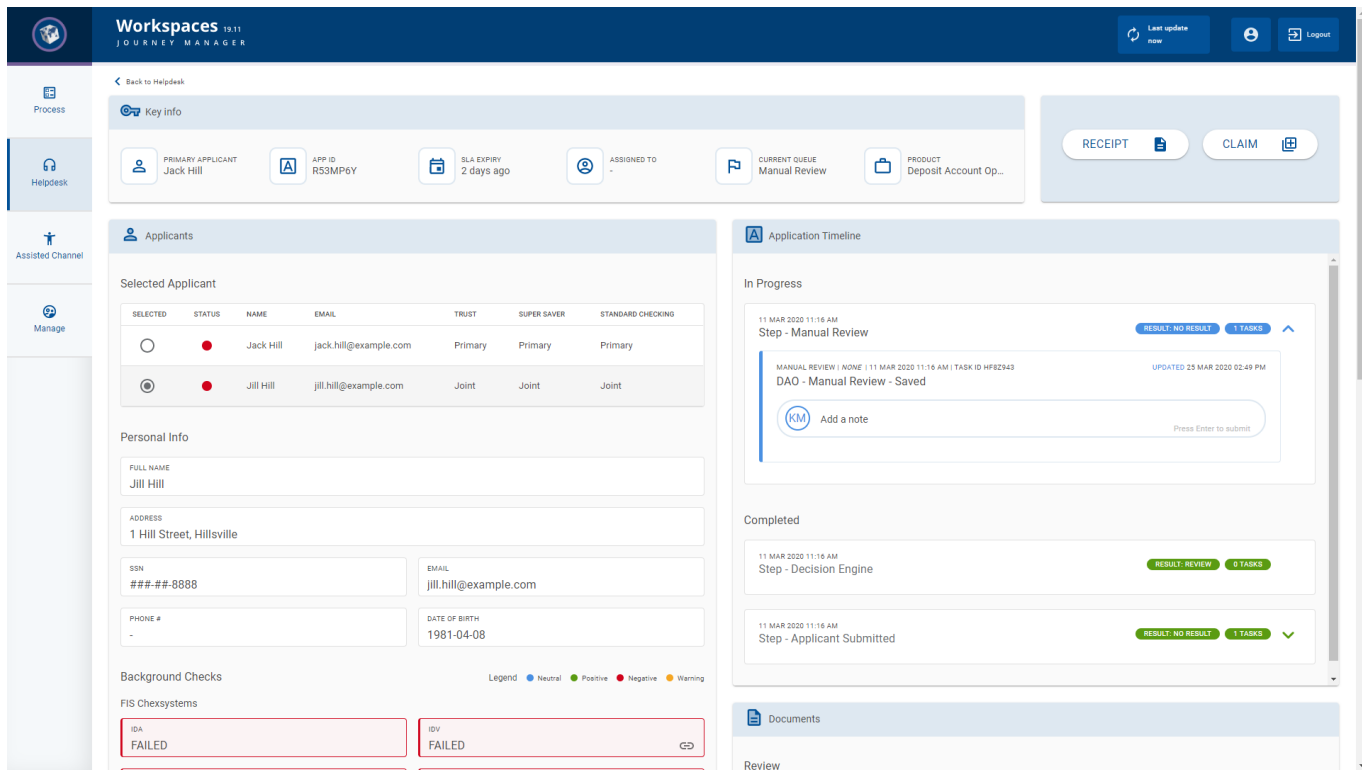 Workspaces 19.11
JOURNEY MANAGER
Last update
now
Logout
Process
Helpdesk
Assisted Channel
Manage
Back to Helpdesk
Key info
PRIMARY APPLICANT
Jack Hill
APP ID
R53MP6Y
SLA EXPIRY
2 days ago
ASSIGNED TO
-
CURRENT QUEUE
Manual Review
PRODUCT
Deposit Account Op...
RECEIPT
CLAIM
Applicants
Selected Applicant
SELECTED STATUS NAME EMAIL TRUST SUPER SAVER STANDARD CHECKING
Jack Hill jack.hill@example.com Primary Primary Primary
Jill Hill jill.hill@example.com Joint Joint Joint
Personal Info
FULL NAME
Jill Hill
ADDRESS
1 Hill Street, Hillsville
SSN
###-##-8888
EMAIL
jill.hill@example.com
PHONE #
-
DATE OF BIRTH
1981-04-08
Background Checks
Legend Neutral Positive Negative Warning
FIS Chexsystems
IDA
FAILED
IDV
FAILED
A Application Timeline
In Progress
11 MAR 2020 11:16 AM
Step - Manual Review
RESULT: NO RESULT 1 TASKS
MANUAL REVIEW | NONE | 11 MAR 2020 11:16 AM | TASK ID HF8Z943
UPDATED 25 MAR 2020 02:49 PM
DAO - Manual Review - Saved
KM Add a note
Press Enter to submit
Completed
11 MAR 2020 11:16 AM
Step - Decision Engine
RESULT: REVIEW 0 TASKS
11 MAR 2020 11:16 AM
Step - Applicant Submitted
RESULT: NO RESULT 1 TASKS
Documents
Review